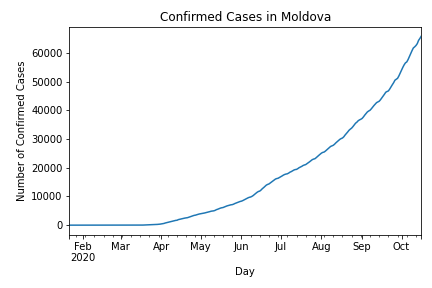 Confirmed Cases in Moldova
Number of Confirmed Cases
60000
50000
40000
30000
20000
10000
0
Feb Mar Apr May Jun Jul Aug Sep Oct
2020
Day